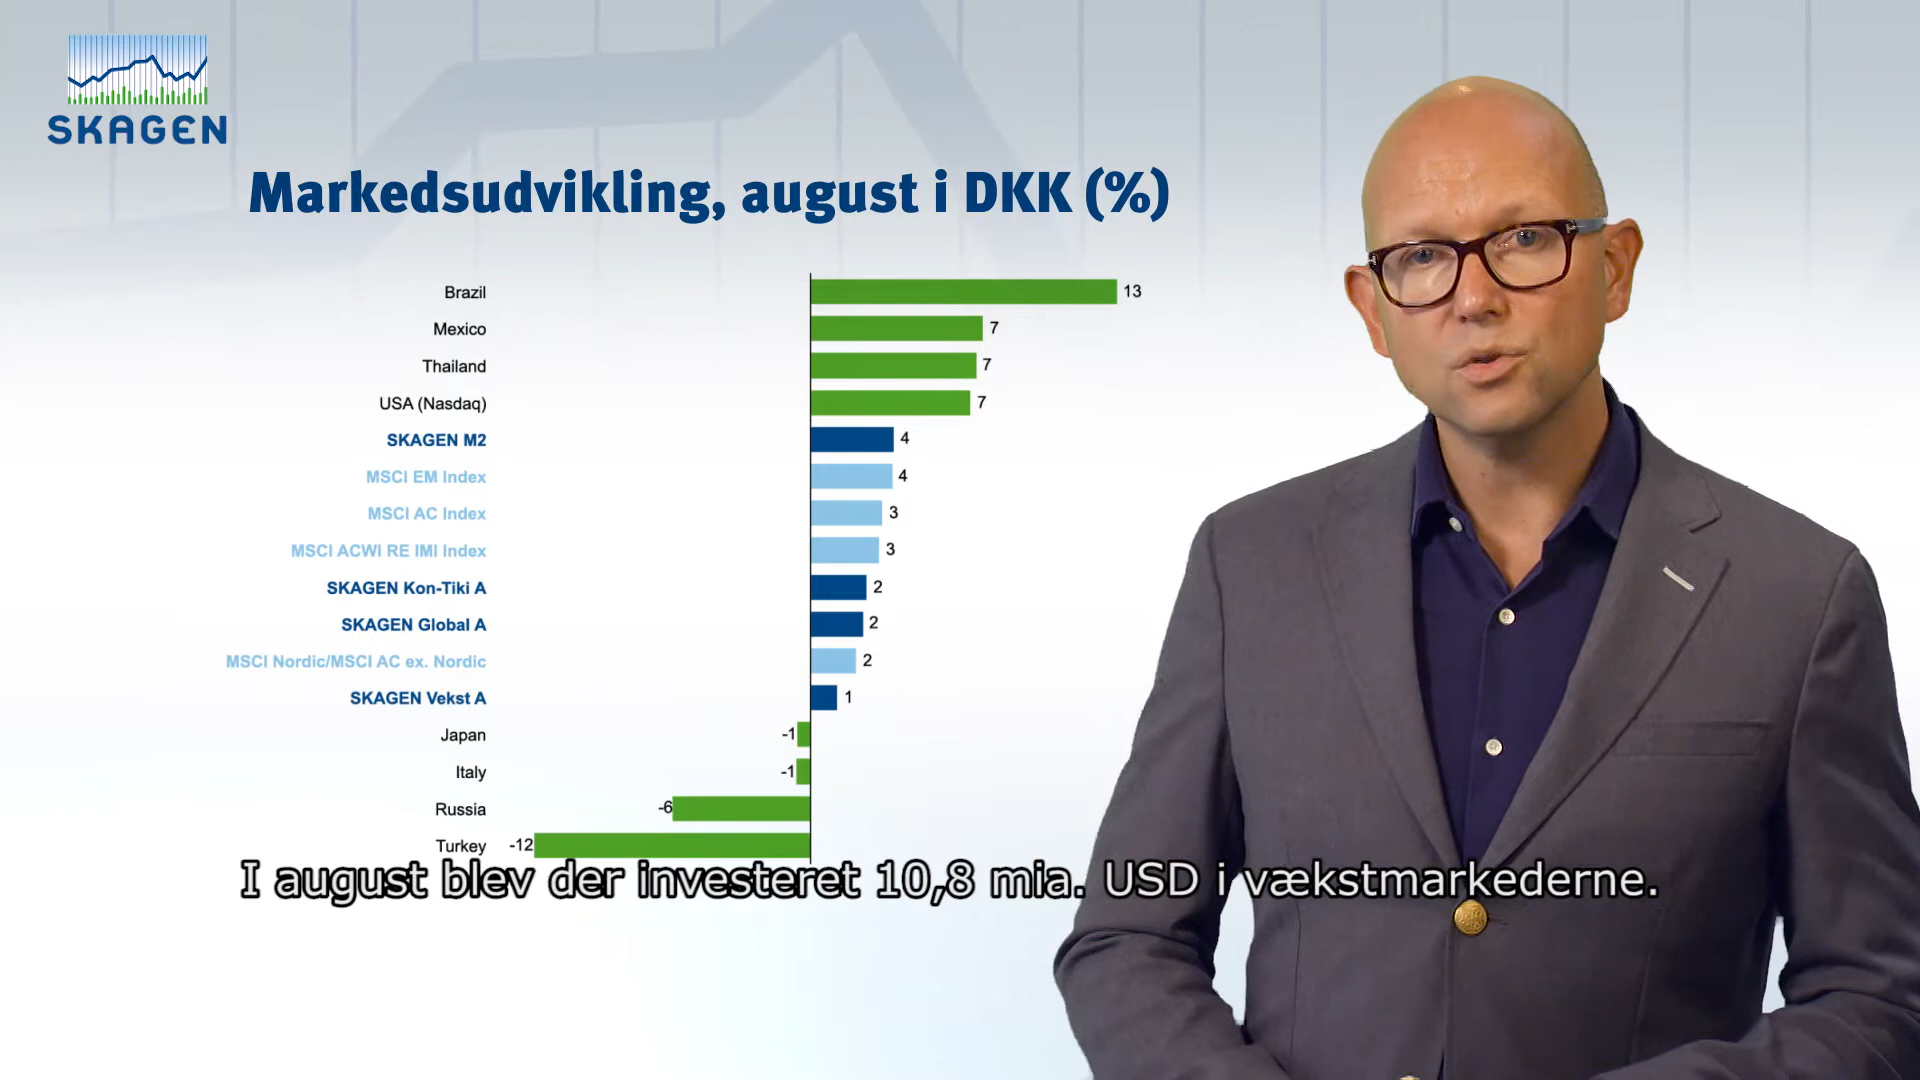 SKAGEN
Markedsudvikling, august i DKK (%)
Brazil 13
Mexico 7
Thailand 7
USA (Nasdaq) 7
SKAGEN M2 4
MSCI EM Index 4
MSCI AC Index 3
MSCI ACWI RE IMI Index 3
SKAGEN Kon-Tiki A 2
SKAGEN Global A 2
MSCI Nordic/MSCI AC ex. Nordic 2
SKAGEN Vekst A 1
Japan -1
Italy -1
Russia -6
Turkey -12
I august blev der investeret 10,8 mia. USD i vækstmarkederne.